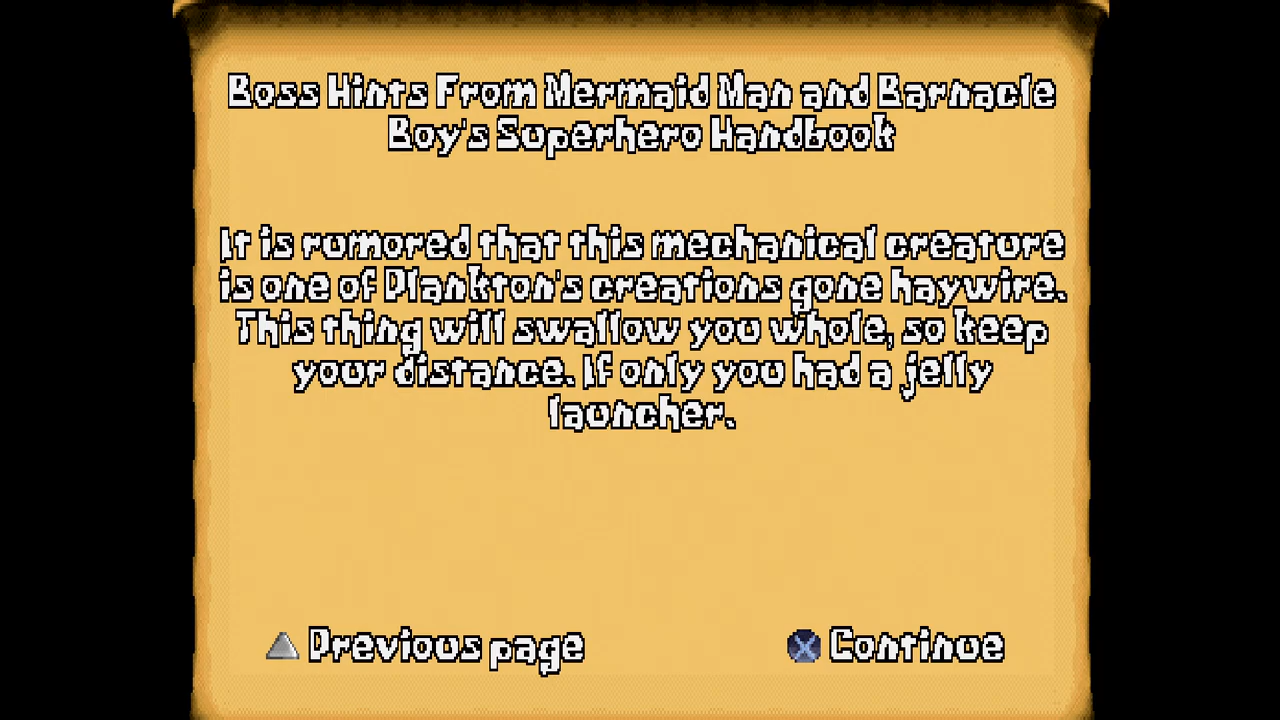 Boss Hints From Mermaid Man and Barnacle
Boy's Superhero Handbook
It is rumored that this mechanical creature
is one of Plankton's creations gone haywire.
This thing will swallow you whole, so keep
your distance. If only you had a jelly
launcher.
Previous page
Continue